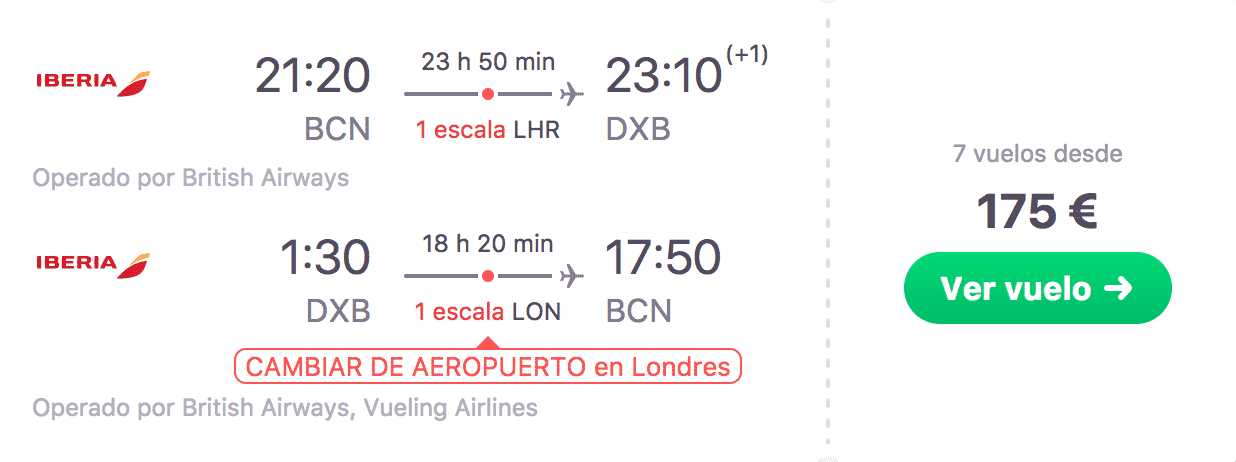 IBERIA
21:20
23 h 50 min
23:10 (+1)
BCN
1 escala LHR
DXB
Operado por British Airways
IBERIA
1:30
18 h 20 min
17:50
DXB
1 escala LON
BCN
CAMBIAR DE AEROPUERTO en Londres
Operado por British Airways, Vueling Airlines
7 vuelos desde
175 €
Ver vuelo →